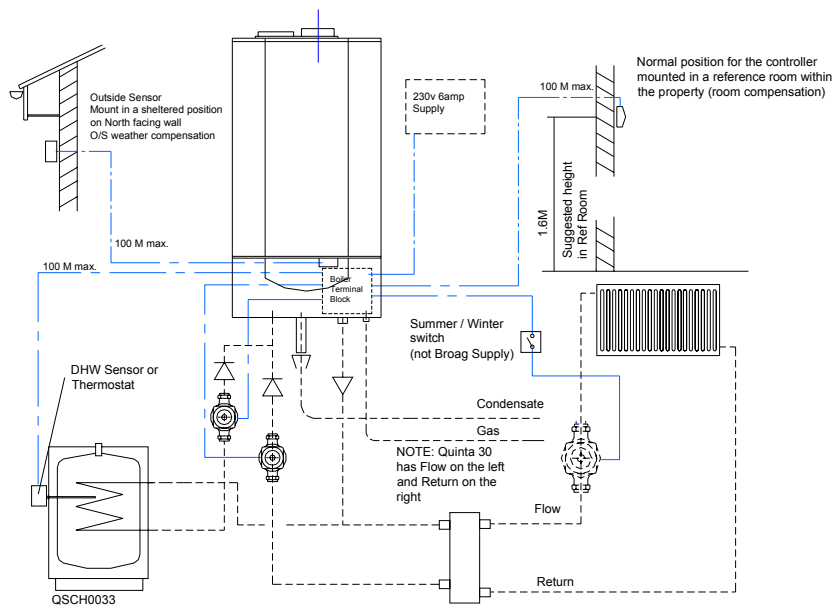 Outside Sensor
Mount in a sheltered position
on North facing wall
O/S weather compensation
230v 6amp
Supply
100 M max.
Normal position for the controller
mounted in a reference room within
the property (room compensation)
1.6M
Suggested height
in Ref Room
100 M max.
100 M max.
Boiler
Terminal
Block
Summer / Winter
switch
(not Broag Supply)
DHW Sensor or
Thermostat
Condensate
Gas
NOTE: Quinta 30
has Flow on the left
and Return on the
right
Flow
Return
QSCH0033